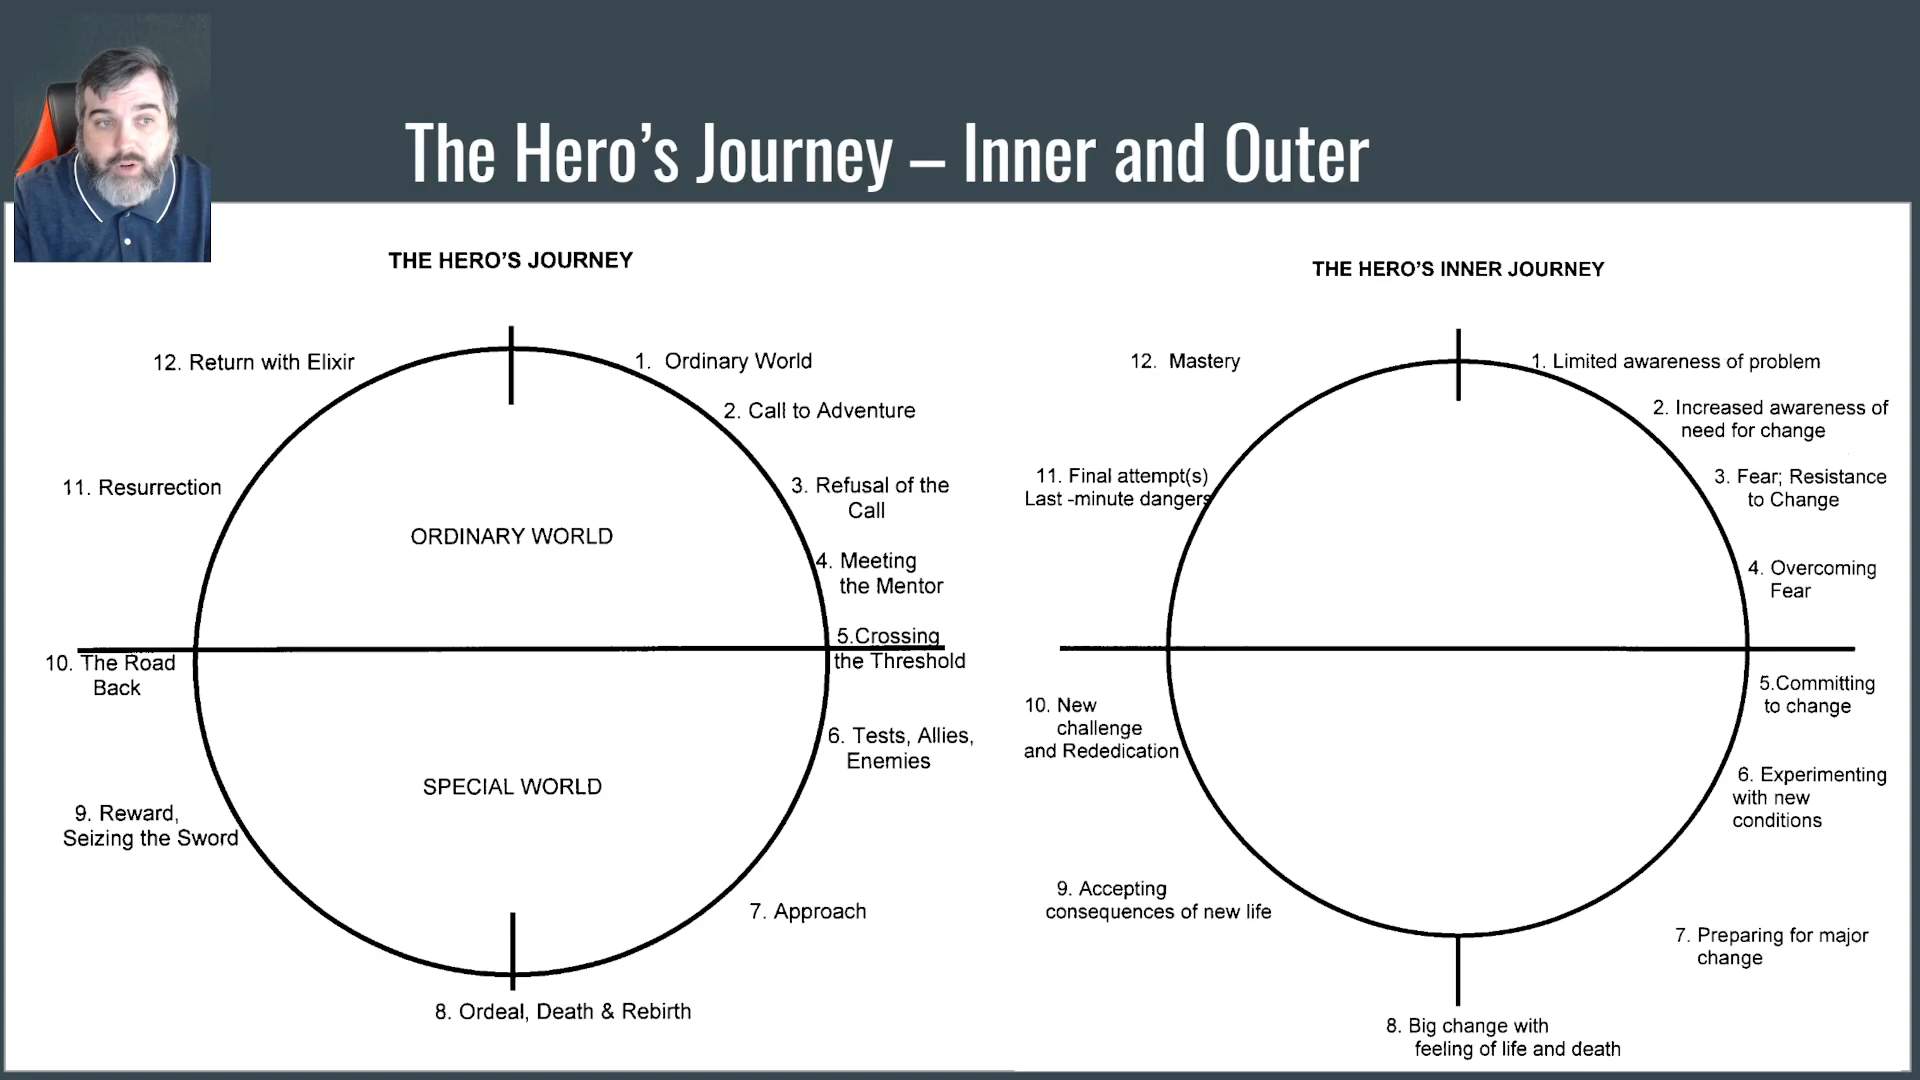 The Hero’s Journey – Inner and Outer
THE HERO’S JOURNEY
12. Return with Elixir
1. Ordinary World
2. Call to Adventure
11. Resurrection
3. Refusal of the
Call
ORDINARY WORLD
4. Meeting
the Mentor
5.Crossing
the Threshold
10. The Road
Back
6. Tests, Allies,
Enemies
SPECIAL WORLD
9. Reward,
Seizing the Sword
7. Approach
8. Ordeal, Death & Rebirth
THE HERO’S INNER JOURNEY
12. Mastery
1. Limited awareness of problem
2. Increased awareness of
need for change
11. Final attempt(s)
Last -minute dangers
3. Fear; Resistance
to Change
4. Overcoming
Fear
5.Committing
to change
10. New
challenge
and Rededication
6. Experimenting
with new
conditions
9. Accepting
consequences of new life
7. Preparing for major
change
8. Big change with
feeling of life and death